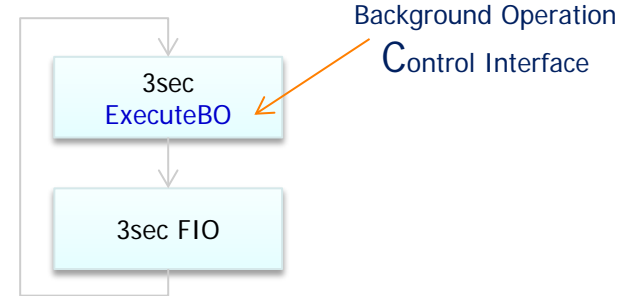 Background Operation
Control Interface
3sec
ExecuteBO
3sec FIO